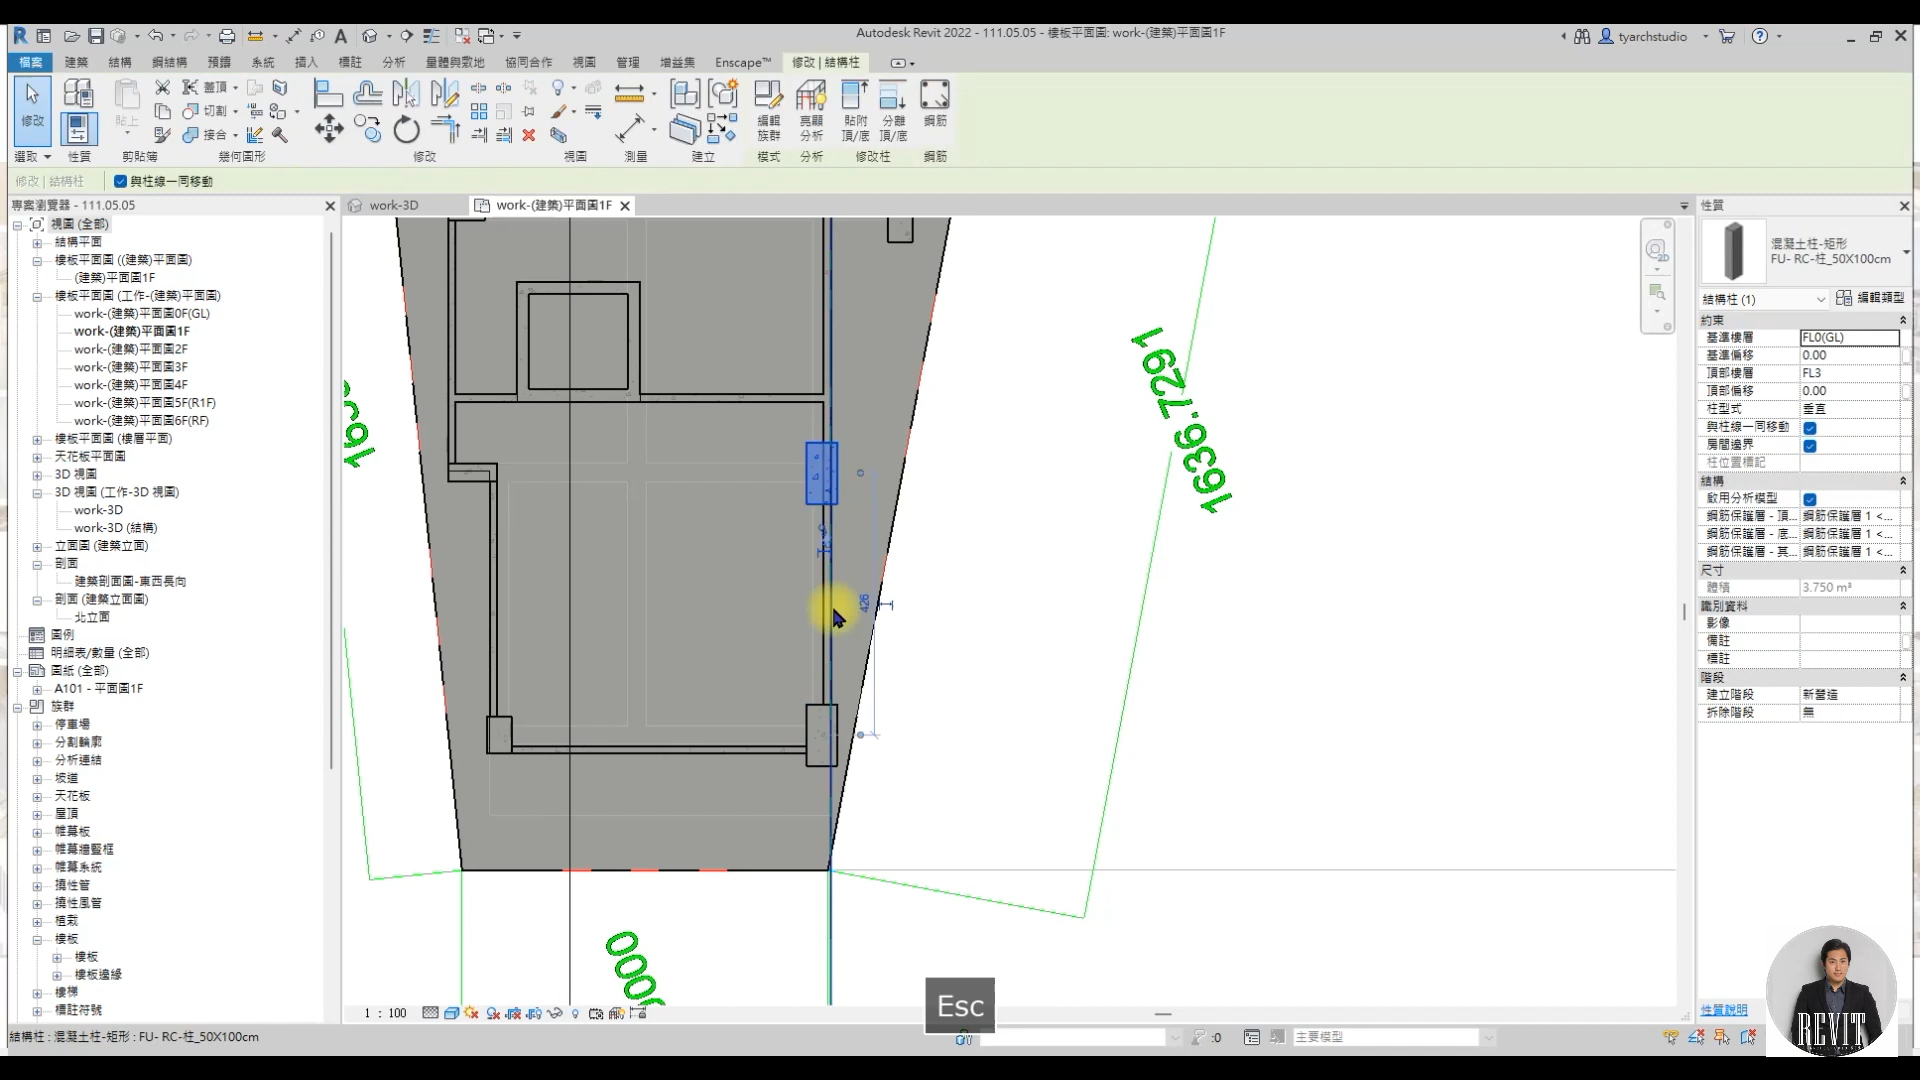 Autodesk Revit 2022 - 111.05.05 - 樓板平面圖: work-(建築)平面圖1F
tyarchstudio
檔案 建築 結構 鋼結構 預鑄 系統 插入 標註 分析 量體與敷地 協同合作 視圖 管理 增益集 Enscape™ 修改 | 結構柱
修改
貼上
蓋頂
切割
接合
編輯族群
亮顯分析
貼附頂/底
分離頂/底
鋼筋
選取 性質 剪貼簿 幾何圖形 修改 視圖 測量 建立 模式 分析 修改柱 鋼筋
修改 | 結構柱 與柱線一同移動
專案瀏覽器 - 111.05.05
work-3D
work-(建築)平面圖1F
視圖 (全部)
結構平面
樓板平面圖 ((建築)平面圖)
(建築)平面圖1F
樓板平面圖 (工作-(建築)平面圖)
work-(建築)平面圖0F(GL)
work-(建築)平面圖1F
work-(建築)平面圖2F
work-(建築)平面圖3F
work-(建築)平面圖4F
work-(建築)平面圖5F(R1F)
work-(建築)平面圖6F(RF)
樓板平面圖 (樓層平面)
天花板平面圖
3D 視圖
3D 視圖 (工作-3D 視圖)
work-3D
work-3D (結構)
立面圖 (建築立面)
剖面
建築剖面圖-東西長向
剖面 (建築立面圖)
北立面
圖例
明細表/數量 (全部)
圖紙 (全部)
A101 - 平面圖1F
族群
停車場
分割輪廓
分析連結
坡道
天花板
屋頂
帷幕板
帷幕牆豎框
帷幕系統
撓性管
撓性風管
植栽
樓板
樓板
樓板邊緣
樓梯
標註符號
1636.7291
426
Esc
性質
混凝土柱-矩形
FU- RC-柱_50X100cm
結構柱 (1) 編輯類型
約束
基準樓層 FL0(GL)
基準偏移 0.00
頂部樓層 FL3
頂部偏移 0.00
柱型式 垂直
與柱線一同移動
房間邊界
柱位置標記
結構
啟用分析模型
鋼筋保護層 - 頂... 鋼筋保護層 1 <...
鋼筋保護層 - 底... 鋼筋保護層 1 <...
鋼筋保護層 - 其... 鋼筋保護層 1 <...
尺寸
體積 3.750 m³
識別資料
影像
備註
標註
階段
建立階段 新營造
拆除階段 無
性質說明
REVIT
1 : 100
結構柱 : 混凝土柱-矩形 : FU- RC-柱_50X100cm
:0
主要模型